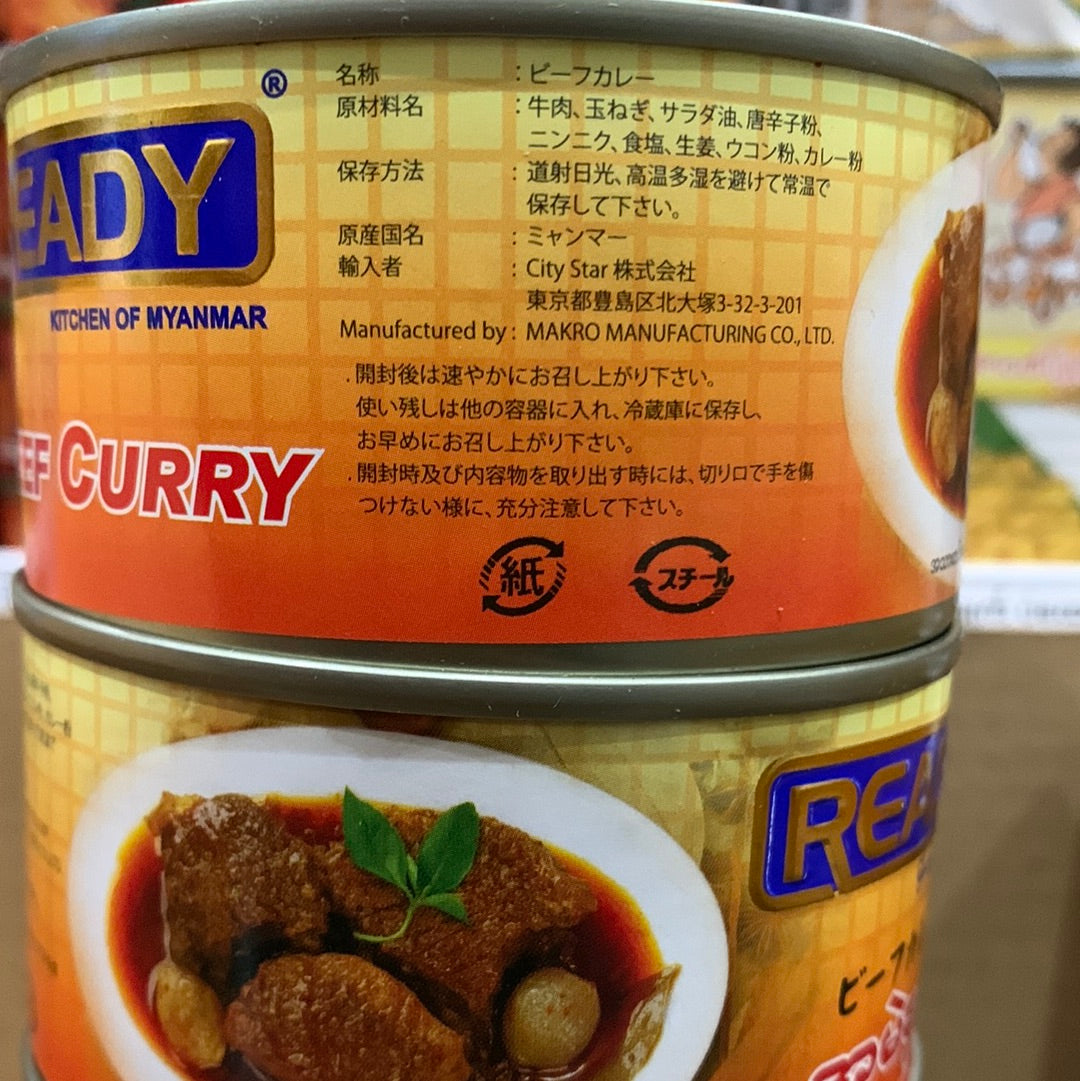 EADY
®
KITCHEN OF MYANMAR
EF CURRY
名称 : ビーフカレー
原材料名 : 牛肉、玉ねぎ、サラダ油、唐辛子粉、
ニンニク、食塩、生姜、ウコン粉、カレー粉
保存方法 : 道射日光、高温多湿を避けて常温で
保存して下さい。
原産国名 : ミャンマー
輸入者 : City Star 株式会社
東京都豊島区北大塚3-32-3-201
Manufactured by : MAKRO MANUFACTURING CO., LTD.
. 開封後は速やかにお召し上がり下さい。
使い残しは他の容器に入れ、冷蔵庫に保存し、
お早めにお召し上がり下さい。
. 開封時及び内容物を取り出す時には、切り口で手を傷
つけない様に、充分注意して下さい。
紙
スチール
REA
ビーフ